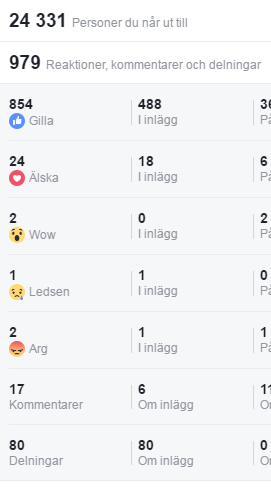 24 331 Personer du når ut till
979 Reaktioner, kommentarer och delningar
854 488 36
Gilla I inlägg På
24 18 6
Älska I inlägg På
2 0 2
Wow I inlägg På
1 1 0
Ledsen I inlägg På
2 1 1
Arg I inlägg På
17 6 11
Kommentarer Om inlägg
80 80 0
Delningar Om inlägg